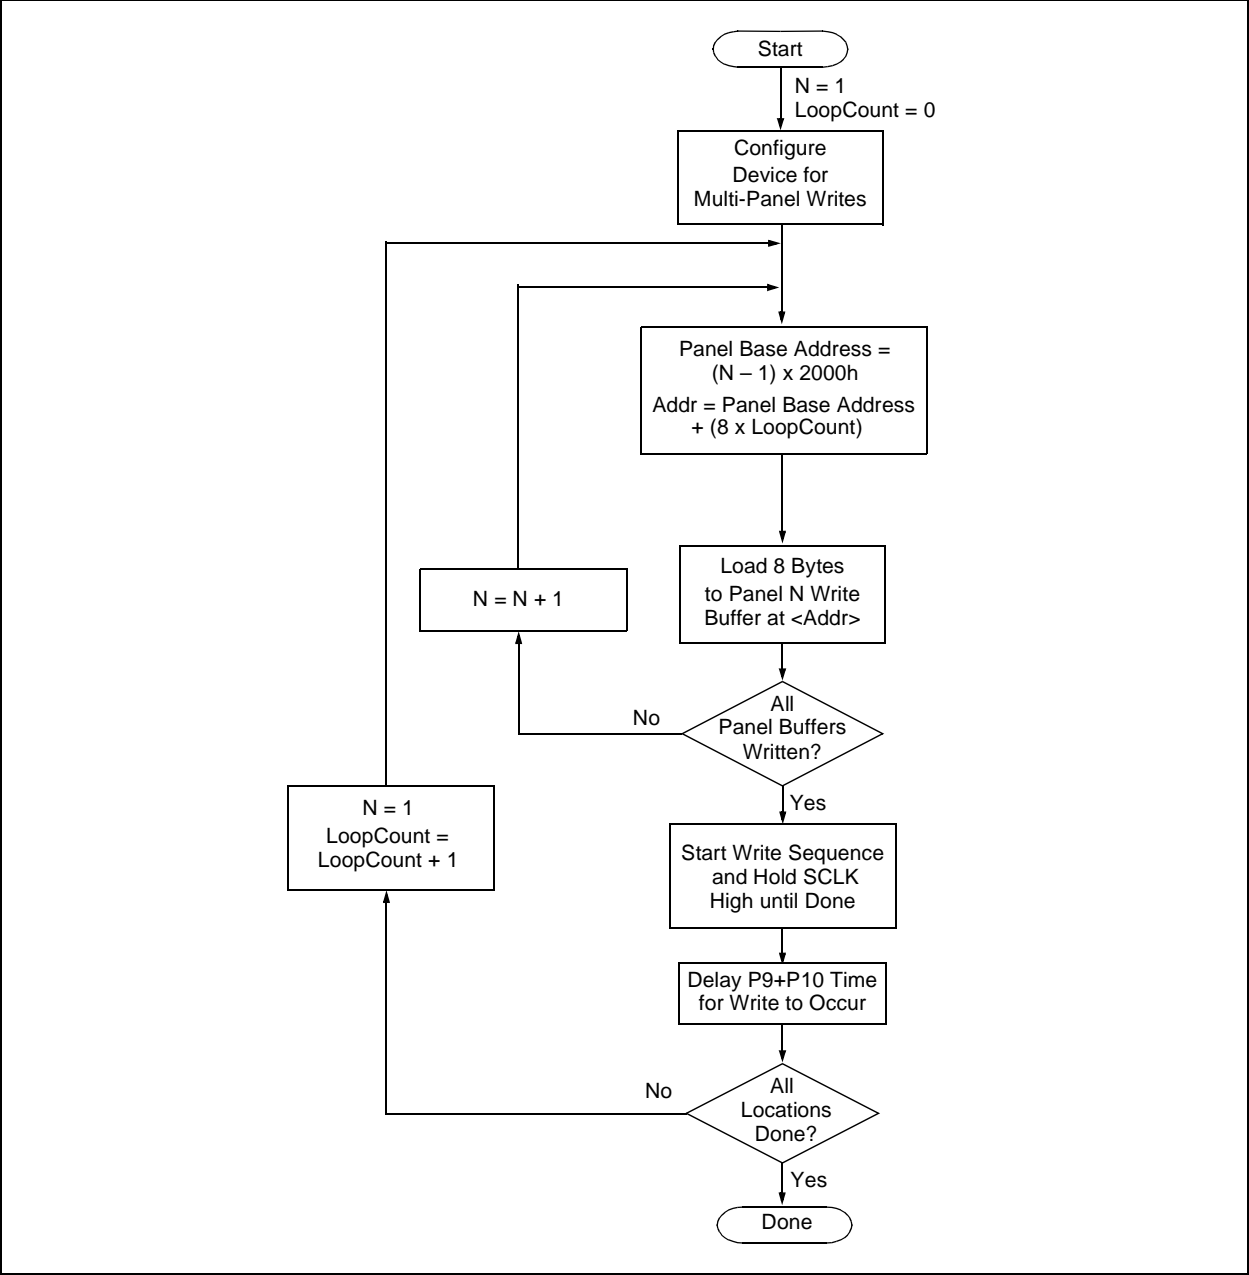 Start
N = 1
LoopCount = 0
Configure
Device for
Multi-Panel Writes
Panel Base Address =
(N – 1) x 2000h
Addr = Panel Base Address
+ (8 x LoopCount)
Load 8 Bytes
to Panel N Write
Buffer at <Addr>
N = N + 1
All
Panel Buffers
Written?
No
Yes
N = 1
LoopCount =
LoopCount + 1
Start Write Sequence
and Hold SCLK
High until Done
Delay P9+P10 Time
for Write to Occur
All
Locations
Done?
No
Yes
Done